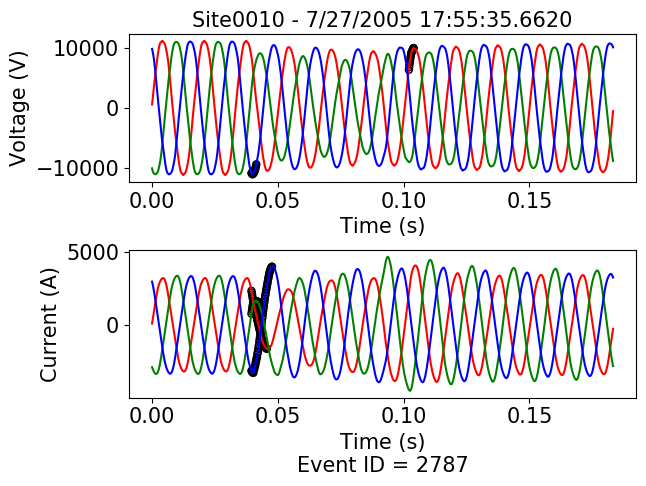 Site0010 - 7/27/2005 17:55:35.6620
10000
0
−10000
Voltage (V)
0.00 0.05 0.10 0.15
Time (s)
5000
0
Current (A)
0.00 0.05 0.10 0.15
Time (s)
Event ID = 2787